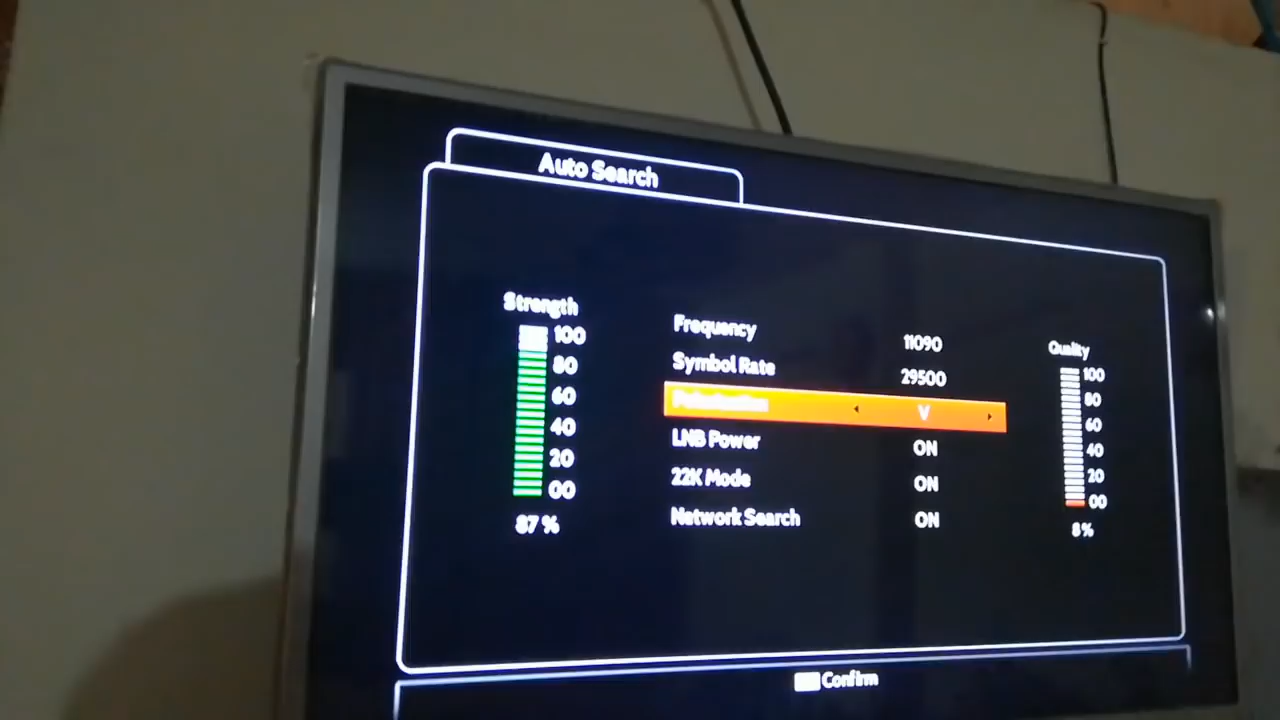 Auto Search
Strength
100
80
60
40
20
00
87 %
Frequency 11090
Symbol Rate 29500
Polarization V
LNB Power ON
22K Mode ON
Network Search ON
Quality
100
80
60
40
20
00
8 %
Confirm